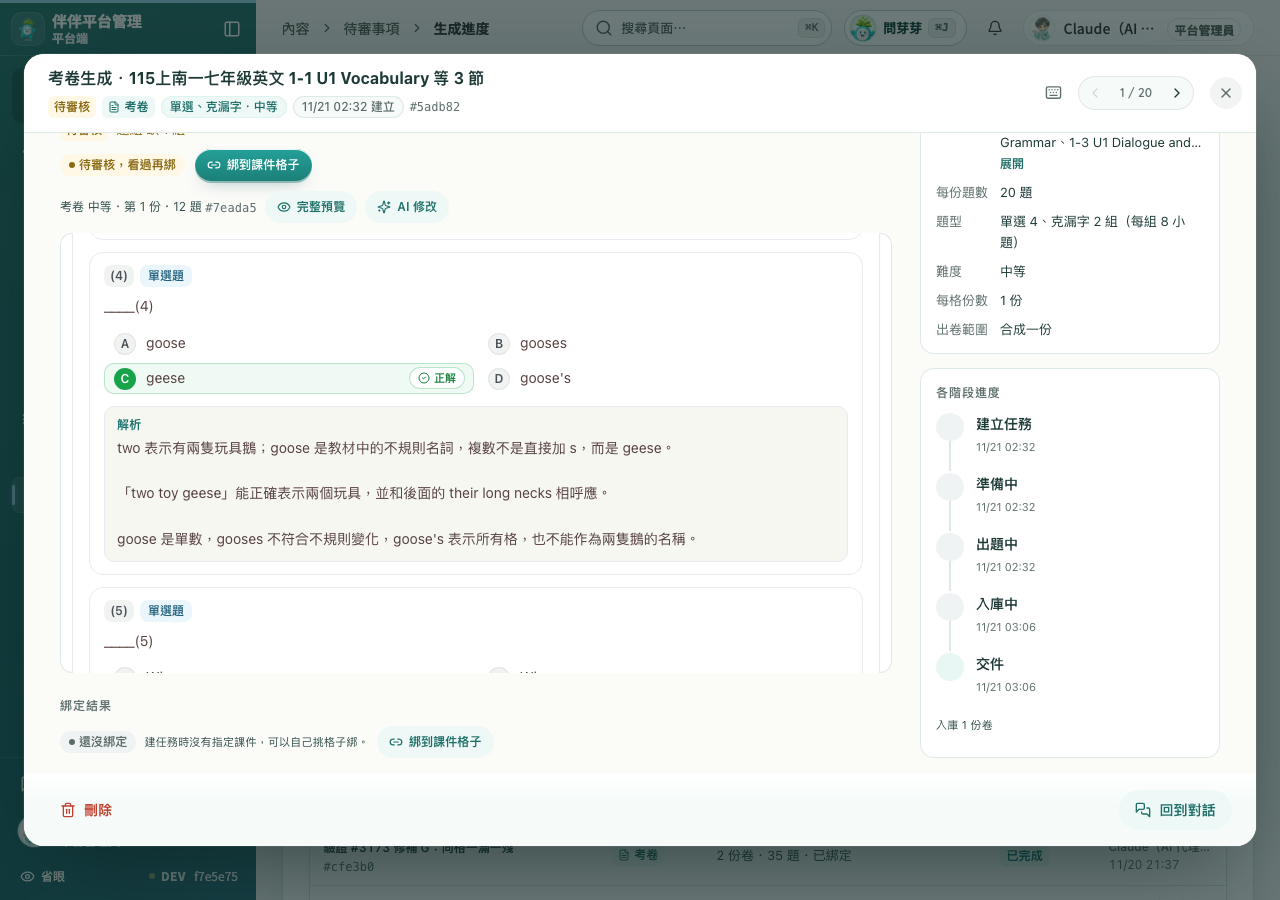 伴伴平台管理
平台端
內容 > 待審事項 > 生成進度
搜尋頁面…
⌘K
問芽芽
⌘J
Claude（AI …
平台管理員
考卷生成・115上南一七年級英文 1-1 U1 Vocabulary 等 3 節
待審核 考卷 單選、克漏字・中等 11/21 02:32 建立 #5adb82
1 / 20
待審核，看過再綁
綁到課件格子
考卷 中等・第 1 份・12 題 #7eada5
完整預覽
AI 修改
(4) 單選題
____(4)
A goose
B gooses
C geese 正解
D goose's
解析
two 表示有兩隻玩具鵝；goose 是教材中的不規則名詞，複數不是直接加 s，而是 geese。
「two toy geese」能正確表示兩個玩具，並和後面的 their long necks 相呼應。
goose 是單數，gooses 不符合不規則變化，goose's 表示所有格，也不能作為兩隻鵝的名稱。
(5) 單選題
____(5)
綁定結果
還沒綁定 建任務時沒有指定課件，可以自己挑格子綁。 綁到課件格子
Grammar、1-3 U1 Dialogue and…
展開
每份題數 20 題
題型 單選 4、克漏字 2 組（每組 8 小
題）
難度 中等
每格份數 1 份
出卷範圍 合成一份
各階段進度
建立任務
11/21 02:32
準備中
11/21 02:32
出題中
11/21 02:32
入庫中
11/21 03:06
交件
11/21 03:06
入庫 1 份卷
刪除
回到對話
#cfe3b0
考卷
2 份卷・35 題・已綁定
已完成
11/20 21:37
省眼
DEV f7e5e75